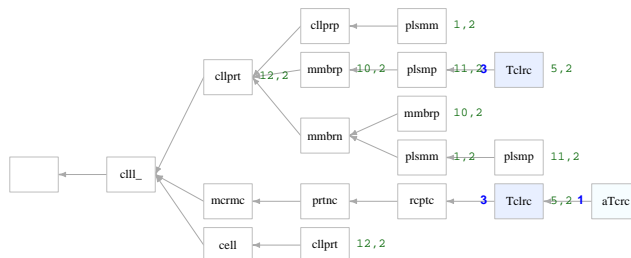 cllprp
plsmm
1,2
cllprt
12,2
mmbrp
10,2
plsmp
11,2
3
Tclrc
5,2
mmbrn
mmbrp
10,2
plsmm
1,2
plsmp
11,2
clll_
mcrmc
prtnc
rcptc
3
Tclrc
5,2
1
aTcrc
cell
cllprt
12,2